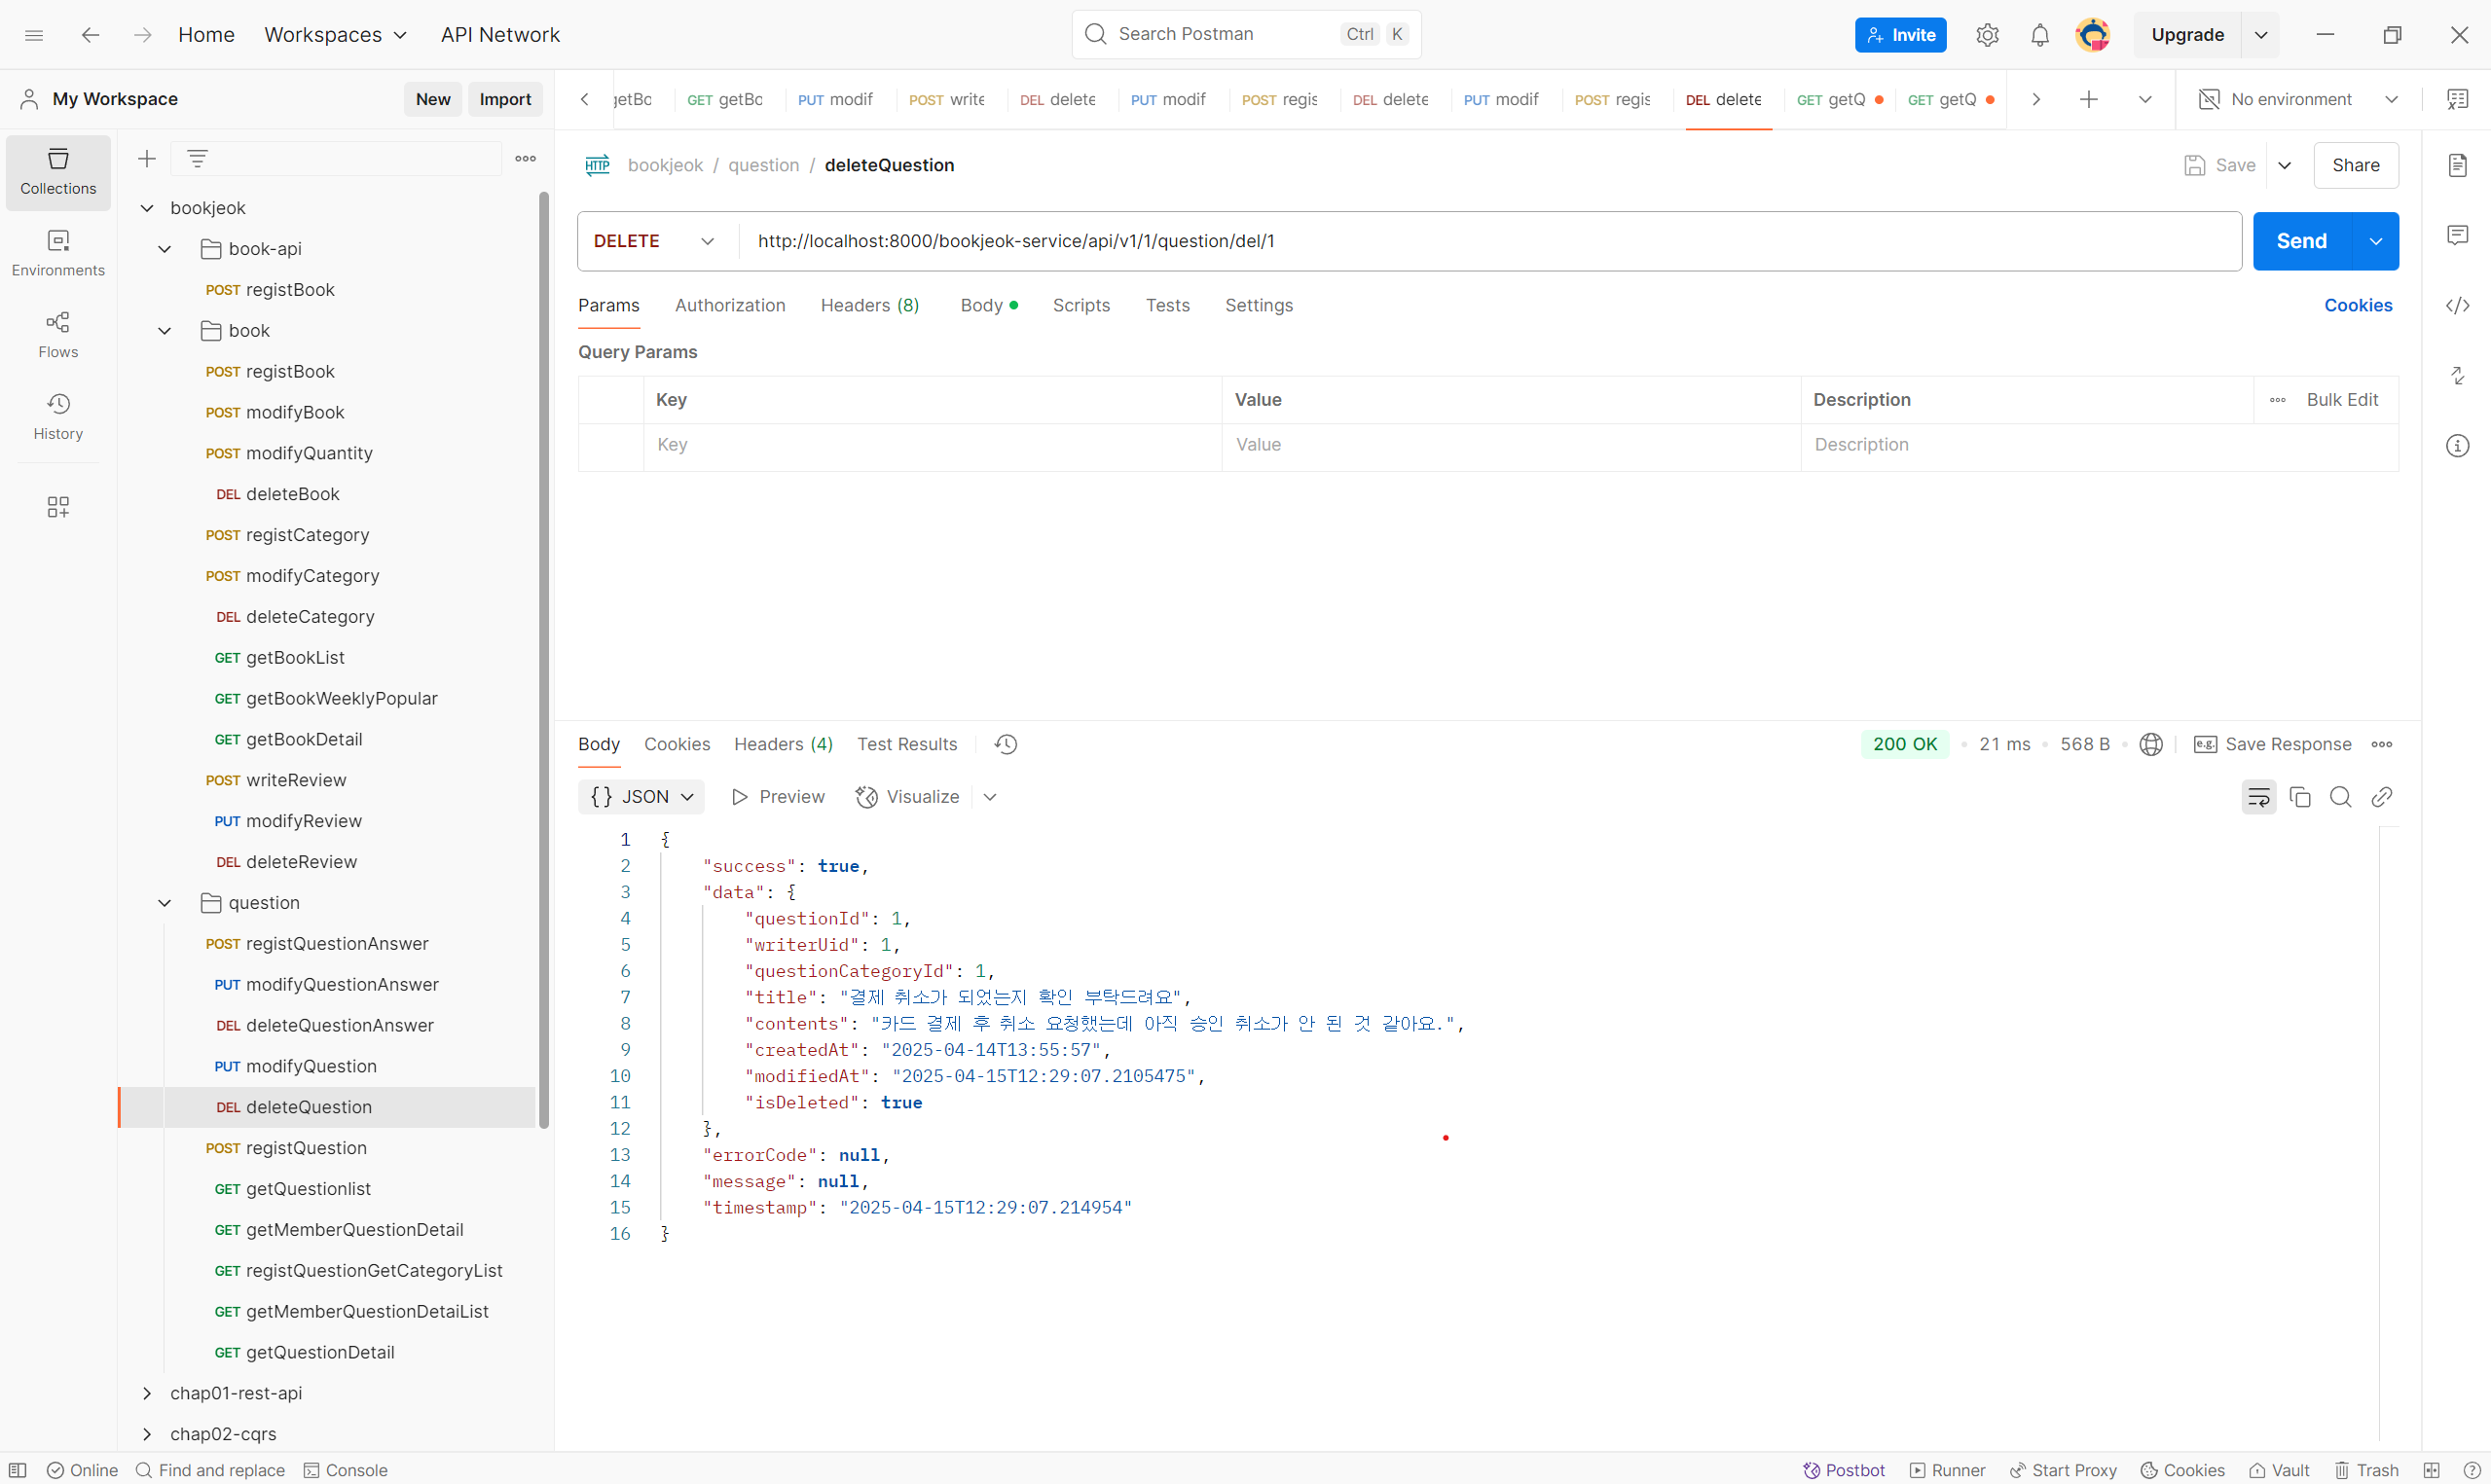 Home Workspaces API Network Search Postman Ctrl K Invite Upgrade
My Workspace New Import
getBo GET getBo PUT modif POST write DEL delete PUT modif POST regis DEL delete PUT modif POST regis DEL delete GET getQ GET getQ No environment
Collections
Environments
Flows
History
bookjeok
book-api
POST registBook
book
POST registBook
POST modifyBook
POST modifyQuantity
DEL deleteBook
POST registCategory
POST modifyCategory
DEL deleteCategory
GET getBookList
GET getBookWeeklyPopular
GET getBookDetail
POST writeReview
PUT modifyReview
DEL deleteReview
question
POST registQuestionAnswer
PUT modifyQuestionAnswer
DEL deleteQuestionAnswer
PUT modifyQuestion
DEL deleteQuestion
POST registQuestion
GET getQuestionlist
GET getMemberQuestionDetail
GET registQuestionGetCategoryList
GET getMemberQuestionDetaiList
GET getQuestionDetail
chap01-rest-api
chap02-cqrs
HTTP bookjeok / question / deleteQuestion Save Share
DELETE http://localhost:8000/bookjeok-service/api/v1/1/question/del/1 Send
Params Authorization Headers (8) Body Scripts Tests Settings Cookies
Query Params
Key Value Description Bulk Edit
Key Value Description
Body Cookies Headers (4) Test Results 200 OK 21 ms 568 B e.g. Save Response
{} JSON Preview Visualize
1 {
2 "success": true,
3 "data": {
4 "questionId": 1,
5 "writerUid": 1,
6 "questionCategoryId": 1,
7 "title": "결제 취소가 되었는지 확인 부탁드려요",
8 "contents": "카드 결제 후 취소 요청했는데 아직 승인 취소가 안 된 것 같아요.",
9 "createdAt": "2025-04-14T13:55:57",
10 "modifiedAt": "2025-04-15T12:29:07.2105475",
11 "isDeleted": true
12 },
13 "errorCode": null,
14 "message": null,
15 "timestamp": "2025-04-15T12:29:07.214954"
16 }
Online Find and replace Console Postbot Runner Start Proxy Cookies Vault Trash